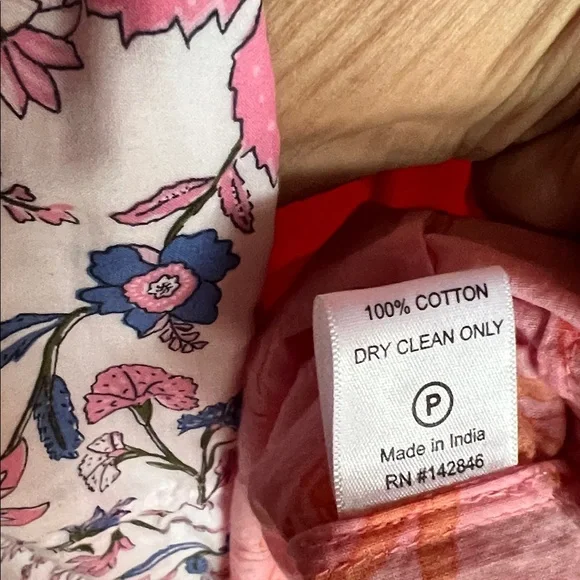 100% COTTON
DRY CLEAN ONLY
P
Made in India
RN #142846